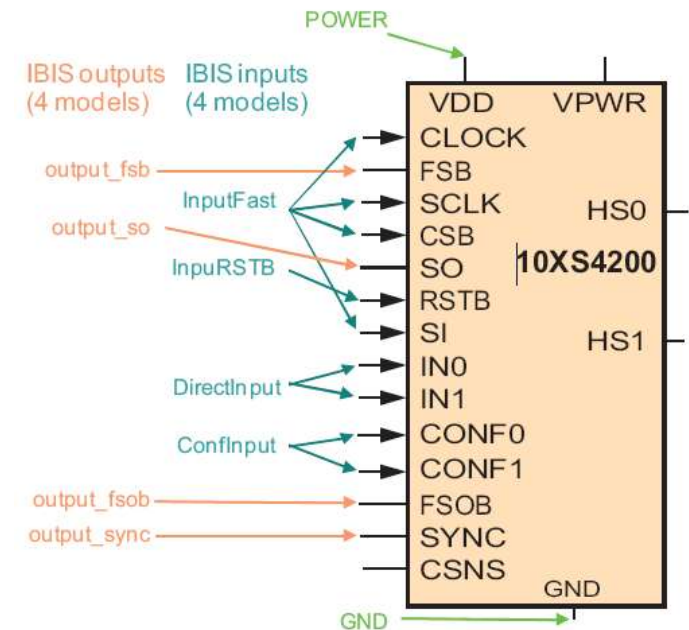 POWER
IBIS outputs IBIS inputs
(4 models) (4 models)
VDD VPWR
CLOCK
output_fsb FSB
InputFast SCLK HS0
output_so CSB
SO 10XS4200
InpuRSTB
RSTB
SI HS1
IN0
DirectInput
IN1
CONF0
ConfInput
CONF1
output_fsob FSOB
output_sync SYNC
CSNS
GND
GND